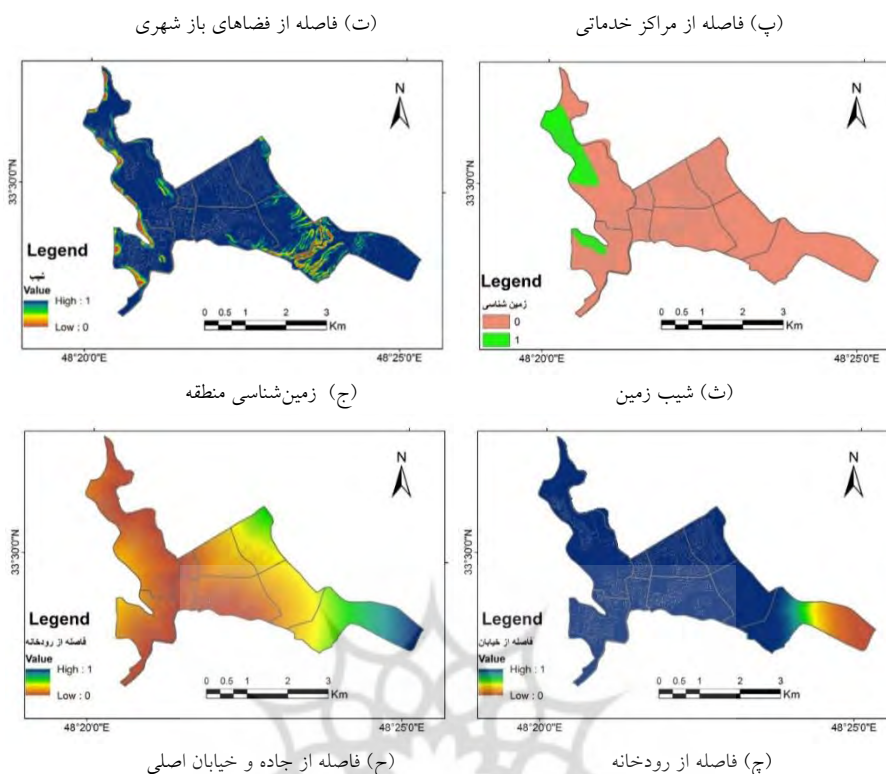 (پ) فاصله از مراکز خدماتی
(ت) فاصله از فضاهای باز شهری
N
33°30'0"N
Legend
زمین شناسی
0
1
0 0.5 1 2 3
Km
48°20'0"E
48°25'0"E
N
33°30'0"N
Legend
شیب
Value
High : 1
Low : 0
0 0.5 1 2 3
Km
48°20'0"E
48°25'0"E
(ث) شیب زمین
(ج) زمین‌شناسی منطقه
N
33°30'0"N
Legend
فاصله از خیابان
Value
High : 1
Low : 0
0 0.5 1 2 3
Km
48°20'0"E
48°25'0"E
N
33°30'0"N
Legend
فاصله از رودخانه
Value
High : 1
Low : 0
0 0.5 1 2 3
Km
48°20'0"E
48°25'0"E
(چ) فاصله از رودخانه
(ح) فاصله از جاده و خیابان اصلی